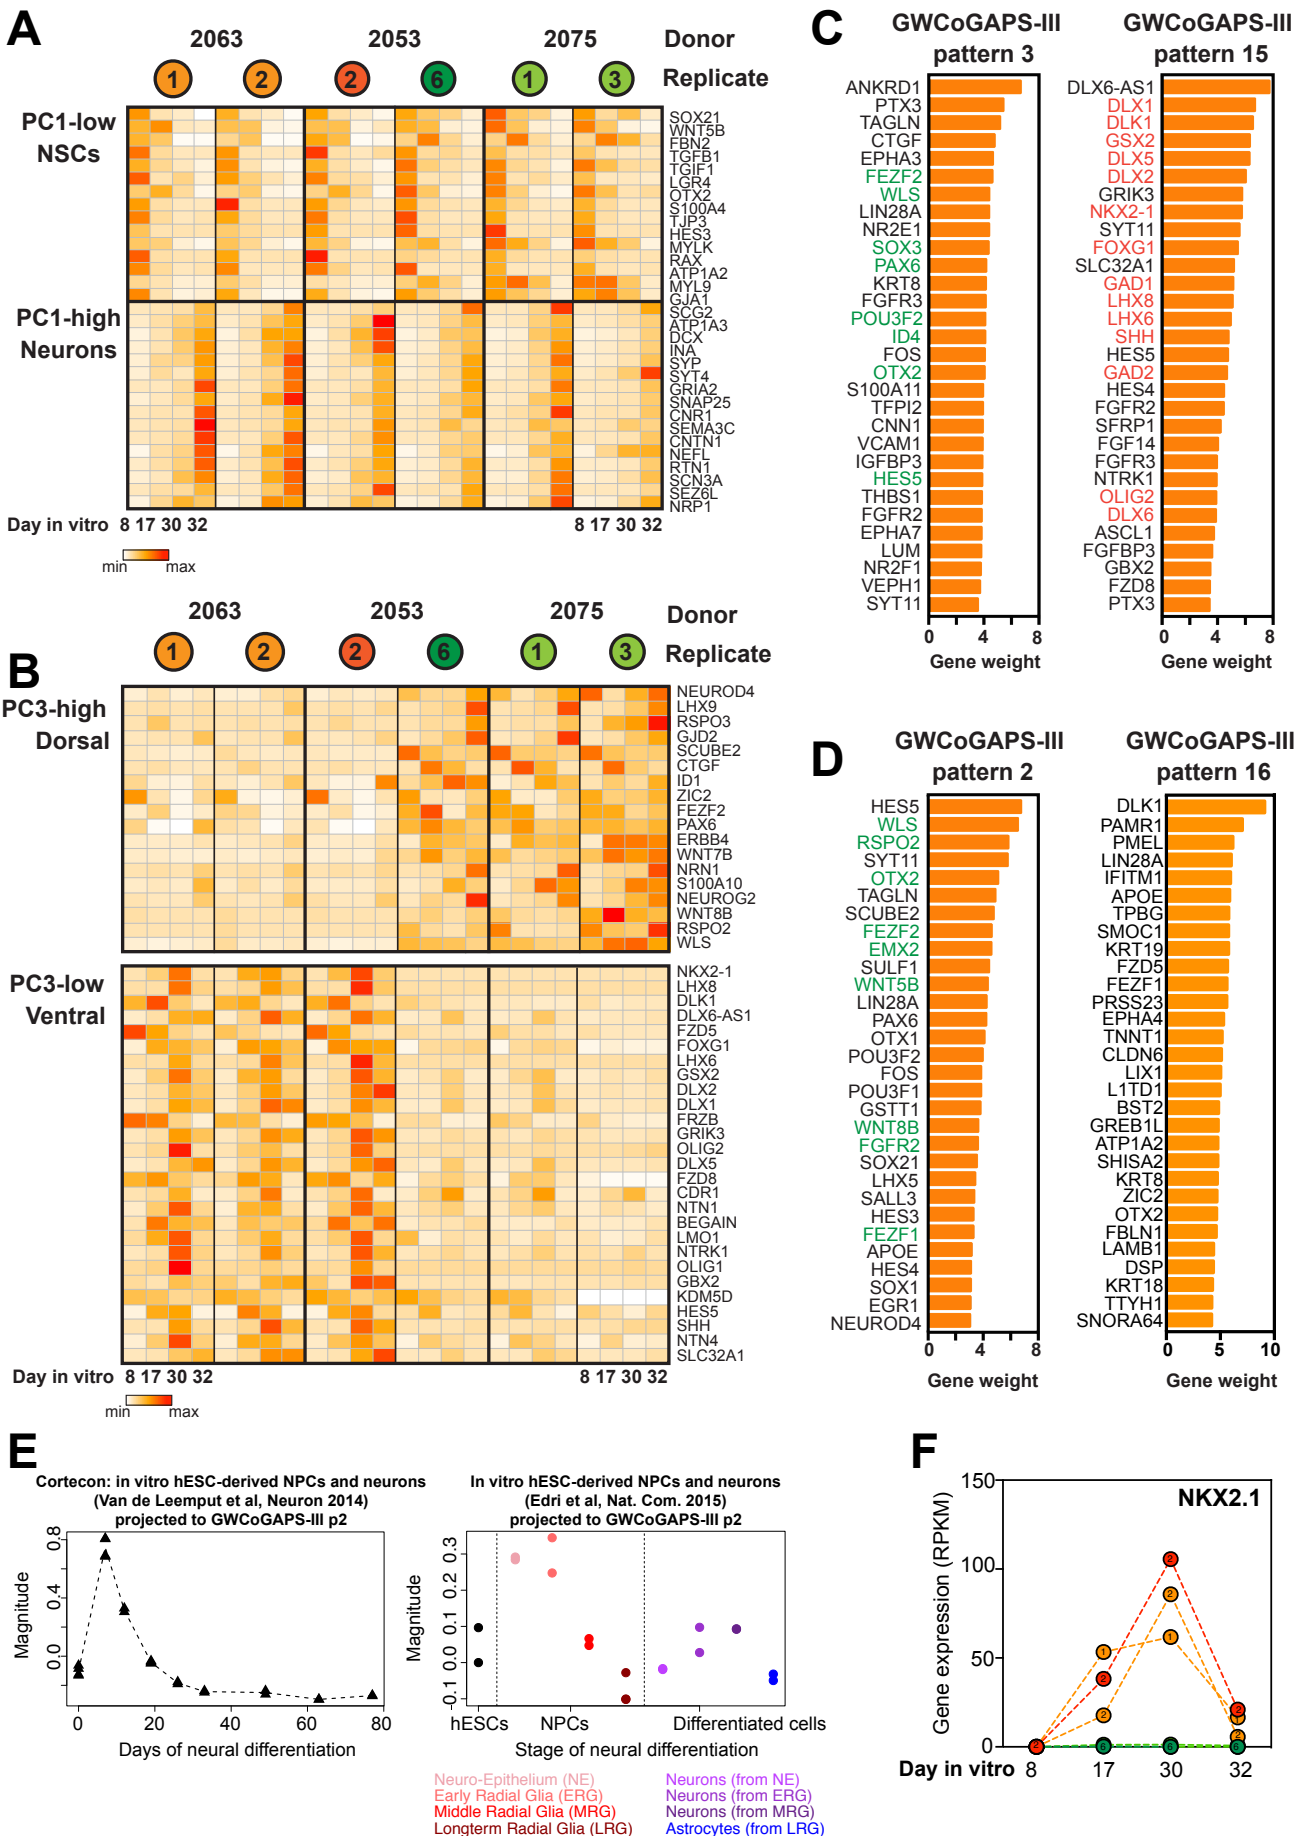 A
2063 2053 2075 Donor
1 2 2 6 1 3 Replicate
PC1-low
NSCs
SOX21
WNT5B
FBN2
TGFB1
TGIF1
LGR4
OTX2
S100A4
TJP3
HES3
MYLK
RAX
ATP1A2
MYL9
GJA1
PC1-high
Neurons
SCG2
ATP1A3
DCX
INA
SYP
SYT4
GRIA2
SNAP25
CNR1
SEMA3C
CNTN1
NEFL
RTN1
SCN3A
SEZ6L
NRP1
Day in vitro 8 17 30 32 8 17 30 32
min max
B
2063 2053 2075 Donor
1 2 2 6 1 3 Replicate
PC3-high
Dorsal
NEUROD4
LHX9
RSPO3
GJD2
SCUBE2
CTGF
ID1
ZIC2
FEZF2
PAX6
ERBB4
WNT7B
NRN1
S100A10
NEUROG2
WNT8B
RSPO2
WLS
PC3-low
Ventral
NKX2-1
LHX8
DLK1
DLX6-AS1
FZD5
FOXG1
LHX6
GSX2
DLX2
DLX1
FRZB
GRIK3
OLIG2
DLX5
FZD8
CDR1
NTN1
BEGAIN
LMO1
NTRK1
OLIG1
GBX2
KDM5D
HES5
SHH
NTN4
SLC32A1
Day in vitro 8 17 30 32 8 17 30 32
min max
C
GWCoGAPS-III
pattern 3
ANKRD1
PTX3
TAGLN
CTGF
EPHA3
FEZF2
WLS
LIN28A
NR2E1
SOX3
PAX6
KRT8
FGFR3
POU3F2
ID4
FOS
OTX2
S100A11
TFPI2
CNN1
VCAM1
IGFBP3
HES5
THBS1
FGFR2
EPHA7
LUM
NR2F1
VEPH1
SYT11
0 4 8
Gene weight
GWCoGAPS-III
pattern 15
DLX6-AS1
DLX1
DLK1
GSX2
DLX5
DLX2
GRIK3
NKX2-1
SYT11
FOXG1
SLC32A1
GAD1
LHX8
LHX6
SHH
HES5
GAD2
HES4
FGFR2
SFRP1
FGF14
FGFR3
NTRK1
OLIG2
DLX6
ASCL1
FGFBP3
GBX2
FZD8
PTX3
0 4 8
Gene weight
D
GWCoGAPS-III
pattern 2
HES5
WLS
RSPO2
SYT11
OTX2
TAGLN
SCUBE2
FEZF2
EMX2
SULF1
WNT5B
LIN28A
PAX6
OTX1
POU3F2
FOS
POU3F1
GSTT1
WNT8B
FGFR2
SOX21
LHX5
SALL3
HES3
FEZF1
APOE
HES4
SOX1
EGR1
NEUROD4
0 4 8
Gene weight
GWCoGAPS-III
pattern 16
DLK1
PAMR1
PMEL
LIN28A
IFITM1
APOE
TPBG
SMOC1
KRT19
FZD5
FEZF1
PRSS23
EPHA4
TNNT1
CLDN6
LIX1
L1TD1
BST2
GREB1L
ATP1A2
SHISA2
KRT8
ZIC2
OTX2
FBLN1
LAMB1
DSP
KRT18
TTYH1
SNORA64
0 5 10
Gene weight
E
Cortecon: in vitro hESC-derived NPCs and neurons
(Van de Leemput et al, Neuron 2014)
projected to GWCoGAPS-III p2
Magnitude
0.8
0.4
0.0
0 20 40 60 80
Days of neural differentiation
In vitro hESC-derived NPCs and neurons
(Edri et al, Nat. Com. 2015)
projected to GWCoGAPS-III p2
Magnitude
0.3
0.2
0.1
0.0
-0.1
hESCs NPCs Differentiated cells
Stage of neural differentiation
Neuro-Epithelium (NE)
Early Radial Glia (ERG)
Middle Radial Glia (MRG)
Longterm Radial Glia (LRG)
Neurons (from NE)
Neurons (from ERG)
Neurons (from MRG)
Astrocytes (from LRG)
F
NKX2.1
Gene expression (RPKM)
150
100
50
0
2 1 2 2 6 2 2 1 6 2 1 2 6
Day in vitro 8 17 30 32